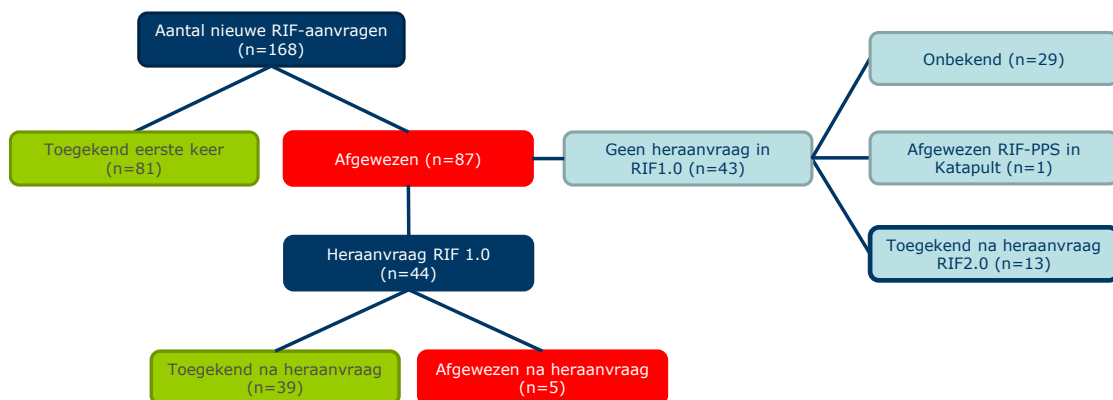 Aantal nieuwe RIF-aanvragen
(n=168)
Onbekend (n=29)
Toegekend eerste keer
(n=81)
Afgewezen (n=87)
Geen heraanvraag in
RIF1.0 (n=43)
Afgewezen RIF-PPS in
Katapult (n=1)
Heraanvraag RIF 1.0
(n=44)
Toegekend na heraanvraag
RIF2.0 (n=13)
Toegekend na heraanvraag
(n=39)
Afgewezen na heraanvraag
(n=5)